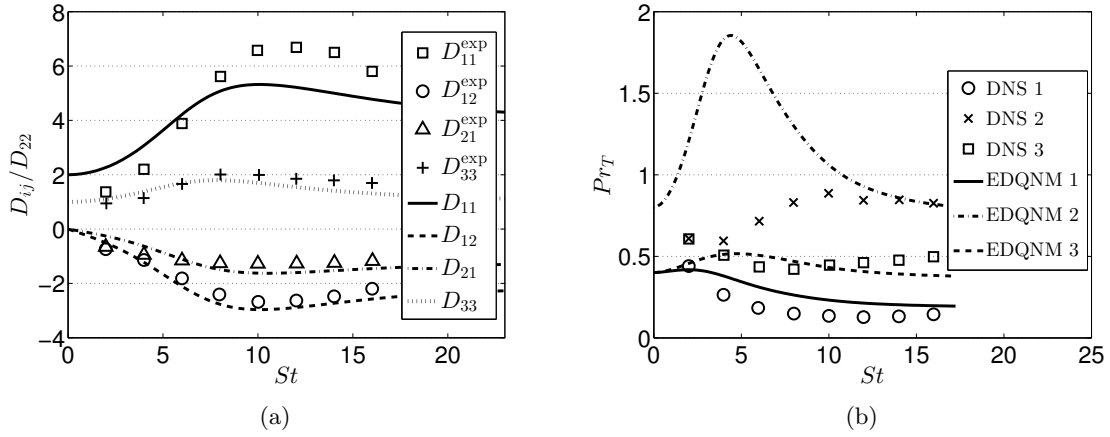 8
6
4
2
0
−2
−4
0
5
10
15
20
D_{ij}/D_{22}
St
D_{11}^{exp}
D_{12}^{exp}
D_{21}^{exp}
D_{33}^{exp}
D_{11}
D_{12}
D_{21}
D_{33}
(a)
2
1.5
1
0.5
0
0
5
10
15
20
25
Pr_T
St
DNS 1
DNS 2
DNS 3
EDQNM 1
EDQNM 2
EDQNM 3
(b)